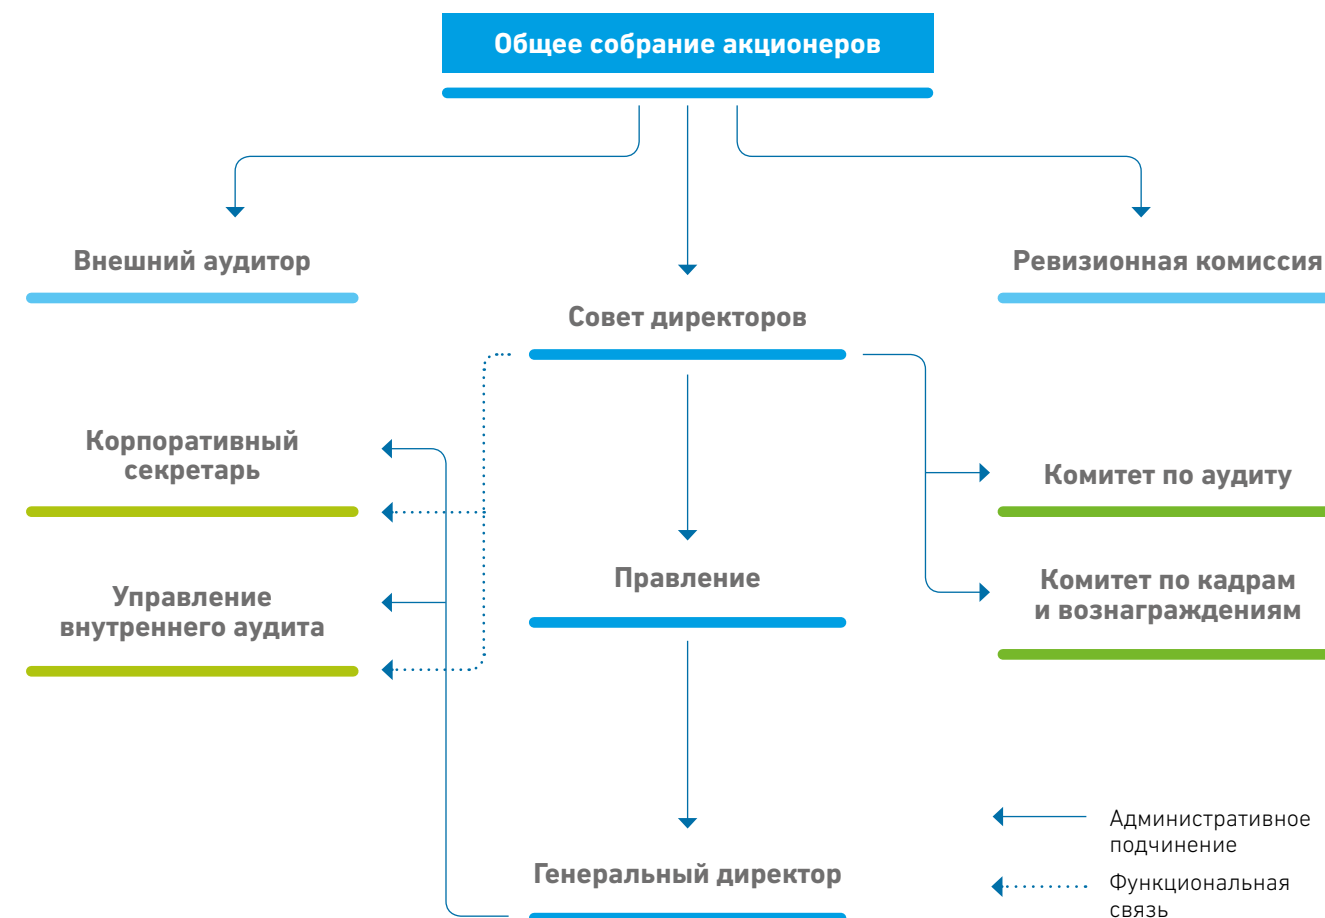 Общее собрание акционеров
Внешний аудитор
Ревизионная комиссия
Совет директоров
Корпоративный
секретарь
Комитет по аудиту
Правление
Управление
внутреннего аудита
Комитет по кадрам
и вознаграждениям
Генеральный директор
Административное
подчинение
Функциональная
связь